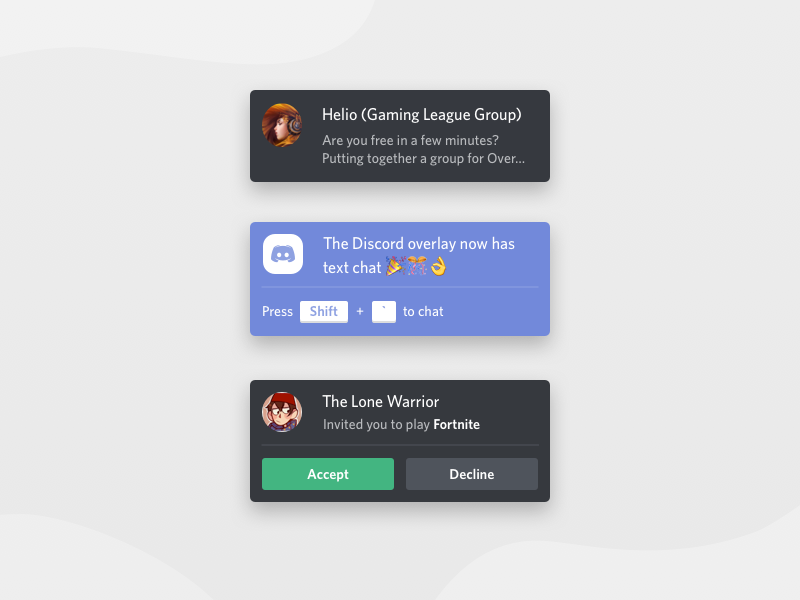 Helio (Gaming League Group)
Are you free in a few minutes?
Putting together a group for Over...
The Discord overlay now has
text chat 🎉🎊👌
Press Shift + ` to chat
The Lone Warrior
Invited you to play Fortnite
Accept Decline